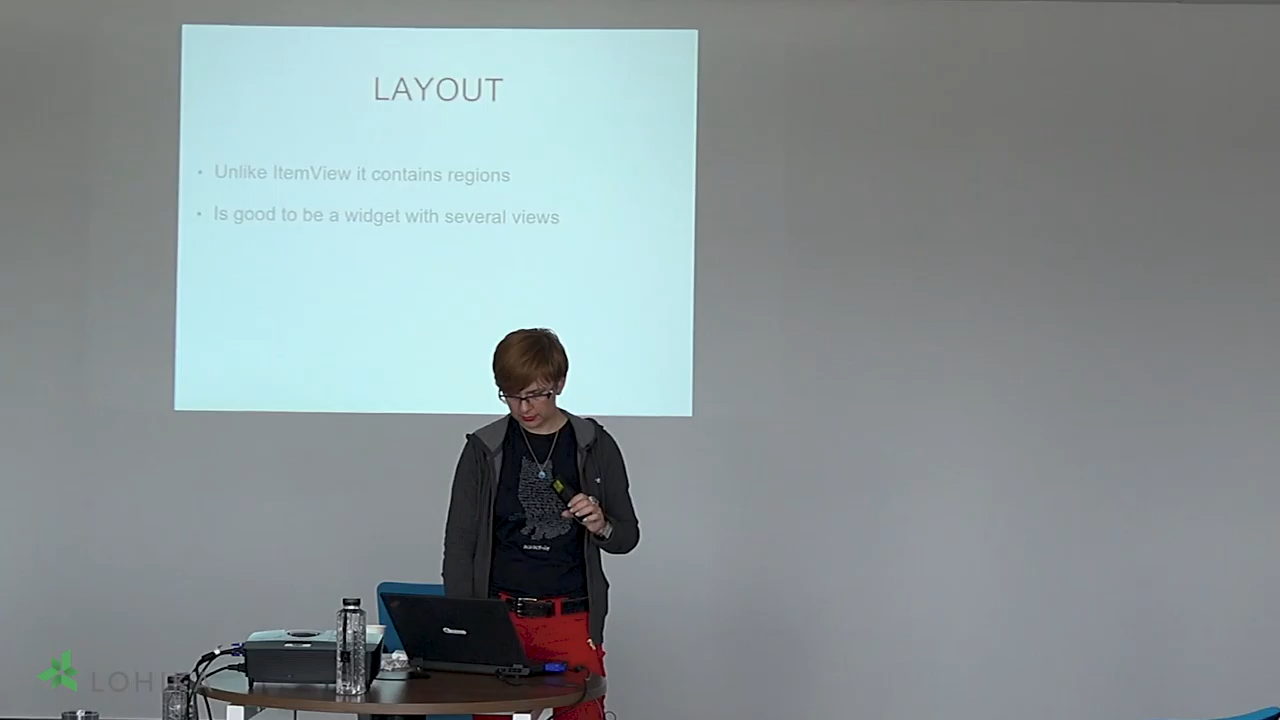 LAYOUT
• Unlike ItemView it contains regions
• Is good to be a widget with several views
LOHI